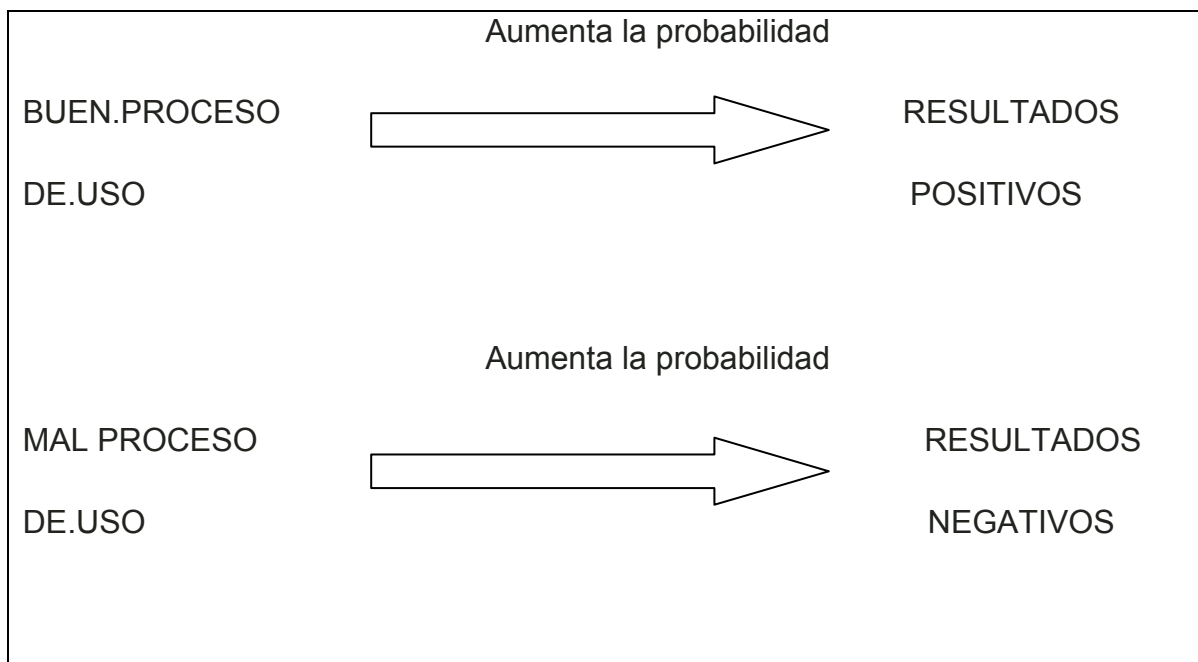 Aumenta la probabilidad
BUEN.PROCESO RESULTADOS
DE.USO POSITIVOS
Aumenta la probabilidad
MAL PROCESO RESULTADOS
DE.USO NEGATIVOS